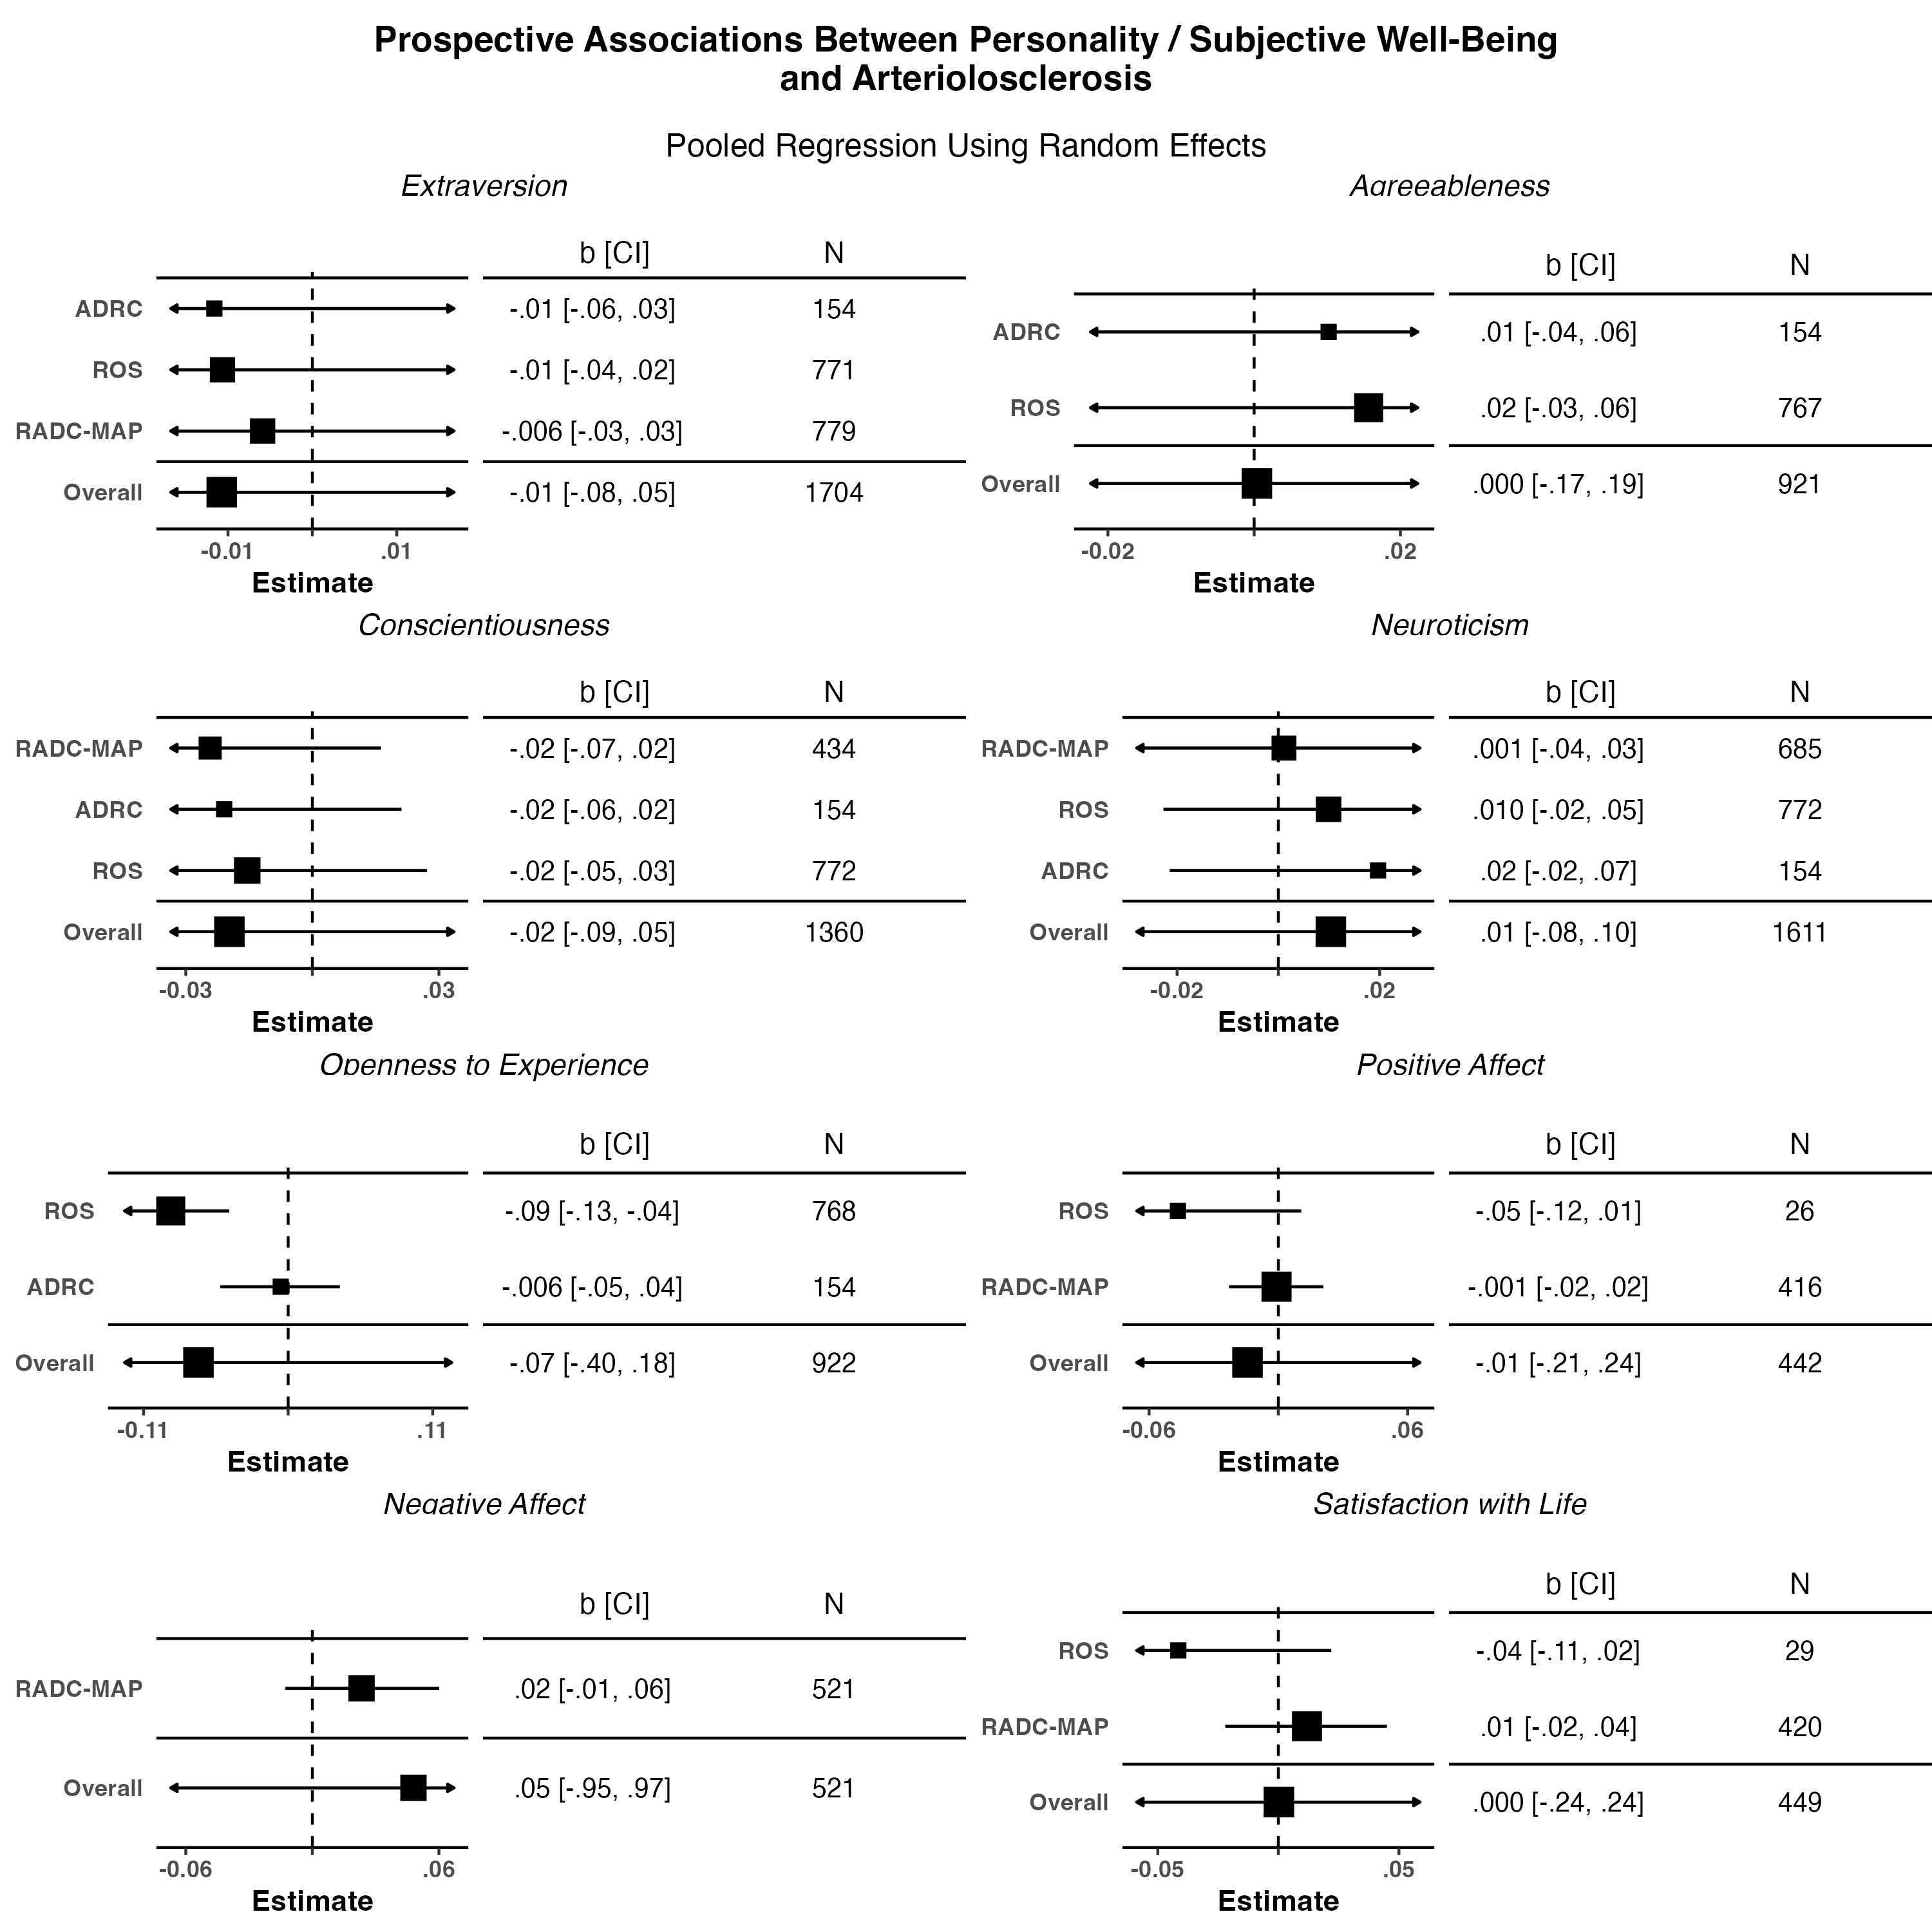 Prospective Associations Between Personality / Subjective Well-Being
and Arteriolosclerosis
Pooled Regression Using Random Effects
Extraversion
b [CI] N
ADRC -.01 [-.06, .03] 154
ROS -.01 [-.04, .02] 771
RADC-MAP -.006 [-.03, .03] 779
Overall -.01 [-.08, .05] 1704
-0.01 .01
Estimate
Agreeableness
b [CI] N
ADRC .01 [-.04, .06] 154
ROS .02 [-.03, .06] 767
Overall .000 [-.17, .19] 921
-0.02 .02
Estimate
Conscientiousness
b [CI] N
RADC-MAP -.02 [-.07, .02] 434
ADRC -.02 [-.06, .02] 154
ROS -.02 [-.05, .03] 772
Overall -.02 [-.09, .05] 1360
-0.03 .03
Estimate
Neuroticism
b [CI] N
RADC-MAP .001 [-.04, .03] 685
ROS .010 [-.02, .05] 772
ADRC .02 [-.02, .07] 154
Overall .01 [-.08, .10] 1611
-0.02 .02
Estimate
Openness to Experience
b [CI] N
ROS -.09 [-.13, -.04] 768
ADRC -.006 [-.05, .04] 154
Overall -.07 [-.40, .18] 922
-0.11 .11
Estimate
Positive Affect
b [CI] N
ROS -.05 [-.12, .01] 26
RADC-MAP -.001 [-.02, .02] 416
Overall -.01 [-.21, .24] 442
-0.06 .06
Estimate
Negative Affect
b [CI] N
RADC-MAP .02 [-.01, .06] 521
Overall .05 [-.95, .97] 521
-0.06 .06
Estimate
Satisfaction with Life
b [CI] N
ROS -.04 [-.11, .02] 29
RADC-MAP .01 [-.02, .04] 420
Overall .000 [-.24, .24] 449
-0.05 .05
Estimate